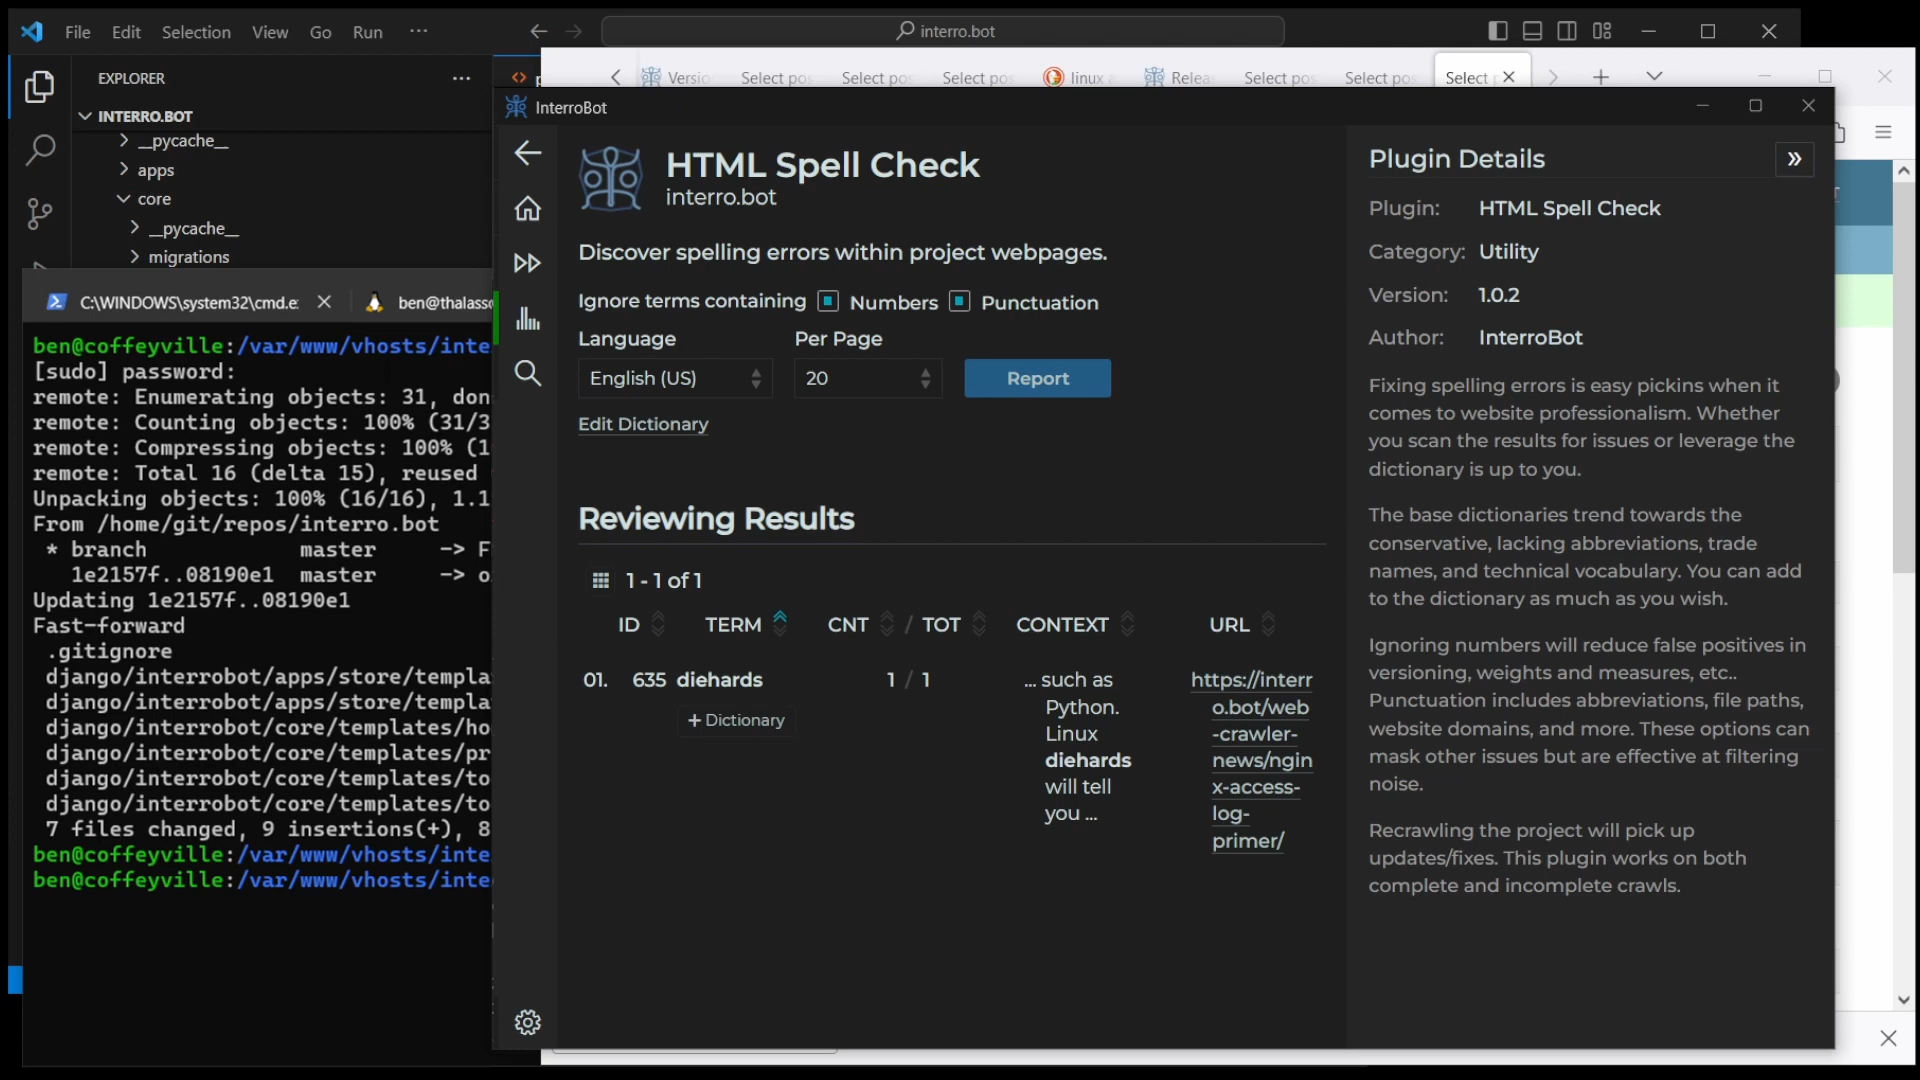 File Edit Selection View Go Run ···
interro.bot
EXPLORER
INTERRO.BOT
__pycache__
apps
core
__pycache__
migrations
Select pos
Select pos
Select pos
linux
Select pos
Select pos
Select
InterroBot
HTML Spell Check
interro.bot
Discover spelling errors within project webpages.
Ignore terms containing Numbers Punctuation
Language Per Page
English (US) 20 Report
Edit Dictionary
Reviewing Results
1 - 1 of 1
ID TERM CNT / TOT CONTEXT URL
01. 635 diehards 1 / 1
+ Dictionary
... such as
Python.
Linux
diehards
will tell
you ...
https://interr
o.bot/web
-crawler-
news/ngin
x-access-
log-
primer/
Plugin Details
Plugin: HTML Spell Check
Category: Utility
Version: 1.0.2
Author: InterroBot
Fixing spelling errors is easy pickins when it
comes to website professionalism. Whether
you scan the results for issues or leverage the
dictionary is up to you.
The base dictionaries trend towards the
conservative, lacking abbreviations, trade
names, and technical vocabulary. You can add
to the dictionary as much as you wish.
Ignoring numbers will reduce false positives in
versioning, weights and measures, etc..
Punctuation includes abbreviations, file paths,
website domains, and more. These options can
mask other issues but are effective at filtering
noise.
Recrawling the project will pick up
updates/fixes. This plugin works on both
complete and incomplete crawls.
C:\WINDOWS\system32\cmd.e:
ben@thalass
ben@coffeyville:/var/www/vhosts/inte
[sudo] password:
remote: Enumerating objects: 31, don
remote: Counting objects: 100% (31/3
remote: Compressing objects: 100% (1
remote: Total 16 (delta 15), reused
Unpacking objects: 100% (16/16), 1.1
From /home/git/repos/interro.bot
* branch master -> F
1e2157f..08190e1 master -> o
Updating 1e2157f..08190e1
Fast-forward
.gitignore
django/interrobot/apps/store/templa
django/interrobot/apps/store/templa
django/interrobot/core/templates/ho
django/interrobot/core/templates/pr
django/interrobot/core/templates/to
django/interrobot/core/templates/to
7 files changed, 9 insertions(+), 8
ben@coffeyville:/var/www/vhosts/inte
ben@coffeyville:/var/www/vhosts/inte